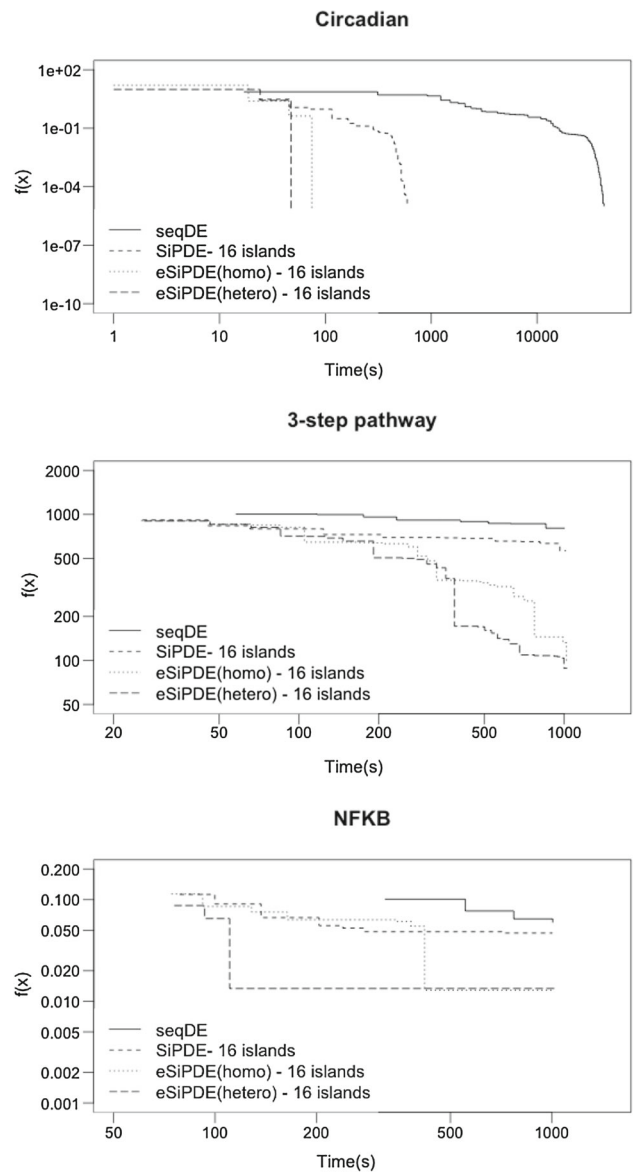 Circadian
1e+02
1e-01
1e-04
1e-07
1e-10
f(x)
seqDE
SiPDE- 16 islands
eSiPDE(homo) - 16 islands
eSiPDE(hetero) - 16 islands
1 10 100 1000 10000
Time(s)
3-step pathway
2000
1000
500
200
100
50
f(x)
seqDE
SiPDE- 16 islands
eSiPDE(homo) - 16 islands
eSiPDE(hetero) - 16 islands
20 50 100 200 500 1000
Time(s)
NFKB
0.200
0.100
0.050
0.020
0.010
0.005
0.002
0.001
f(x)
seqDE
SiPDE- 16 islands
eSiPDE(homo) - 16 islands
eSiPDE(hetero) - 16 islands
50 100 200 500 1000
Time(s)